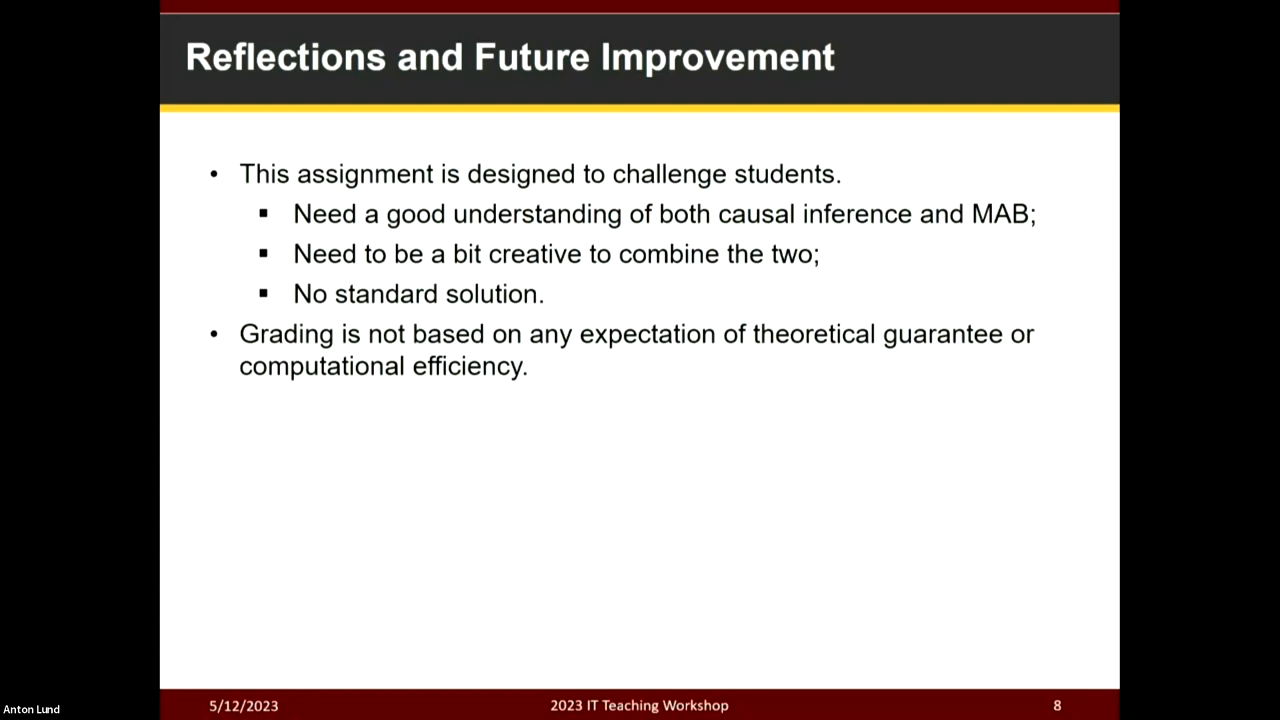 Reflections and Future Improvement
• This assignment is designed to challenge students.
▪ Need a good understanding of both causal inference and MAB;
▪ Need to be a bit creative to combine the two;
▪ No standard solution.
• Grading is not based on any expectation of theoretical guarantee or
computational efficiency.
Anton Lund
5/12/2023
2023 IT Teaching Workshop
8